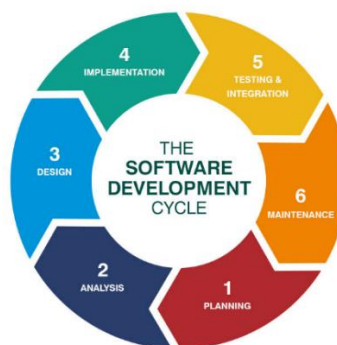 THE
SOFTWARE
DEVELOPMENT
CYCLE
1
PLANNING
2
ANALYSIS
3
DESIGN
4
IMPLEMENTATION
5
TESTING &
INTEGRATION
6
MAINTENANCE